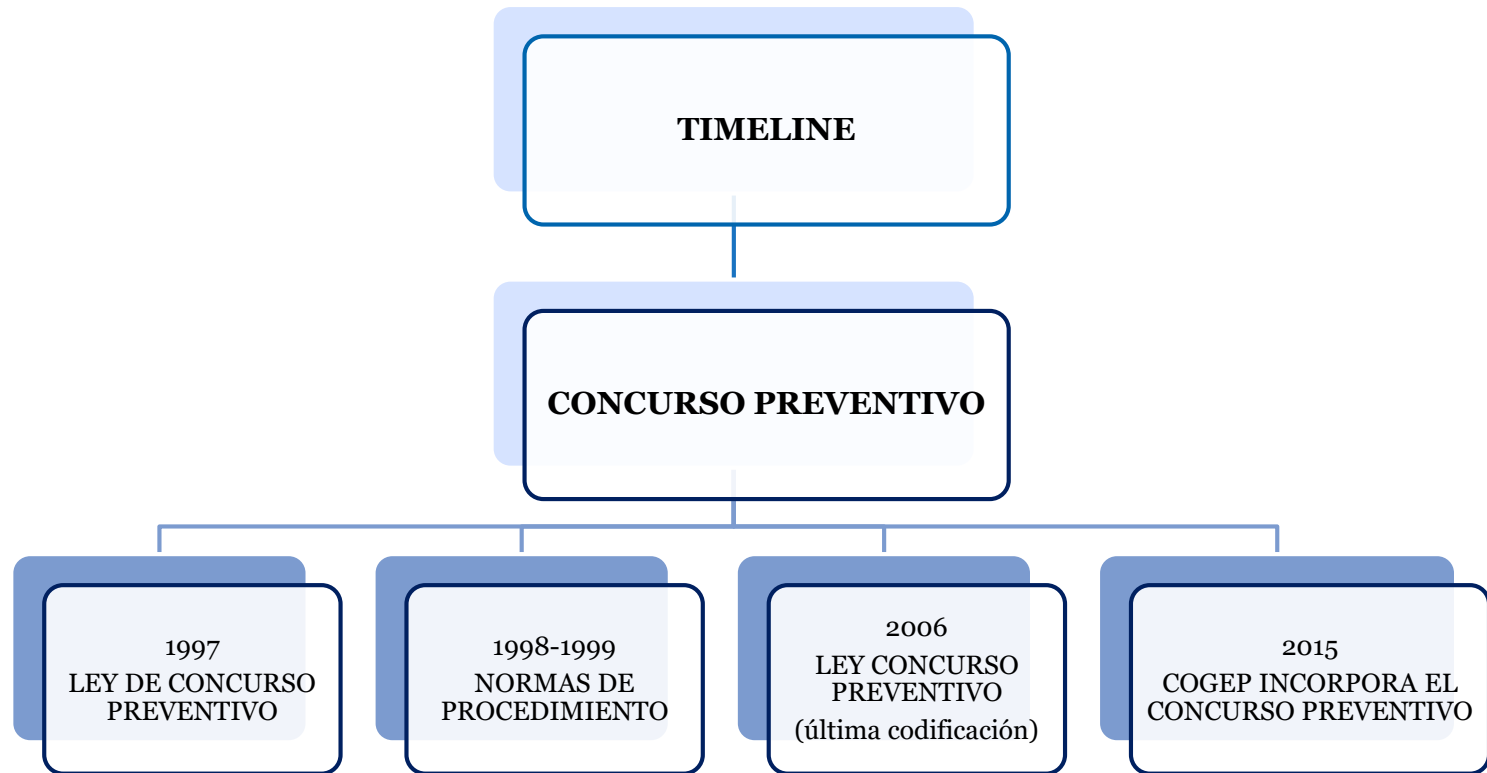 TIMELINE
CONCURSO PREVENTIVO
1997
LEY DE CONCURSO
PREVENTIVO
1998-1999
NORMAS DE
PROCEDIMIENTO
2006
LEY CONCURSO
PREVENTIVO
(última codificación)
2015
COGEP INCORPORA EL
CONCURSO PREVENTIVO